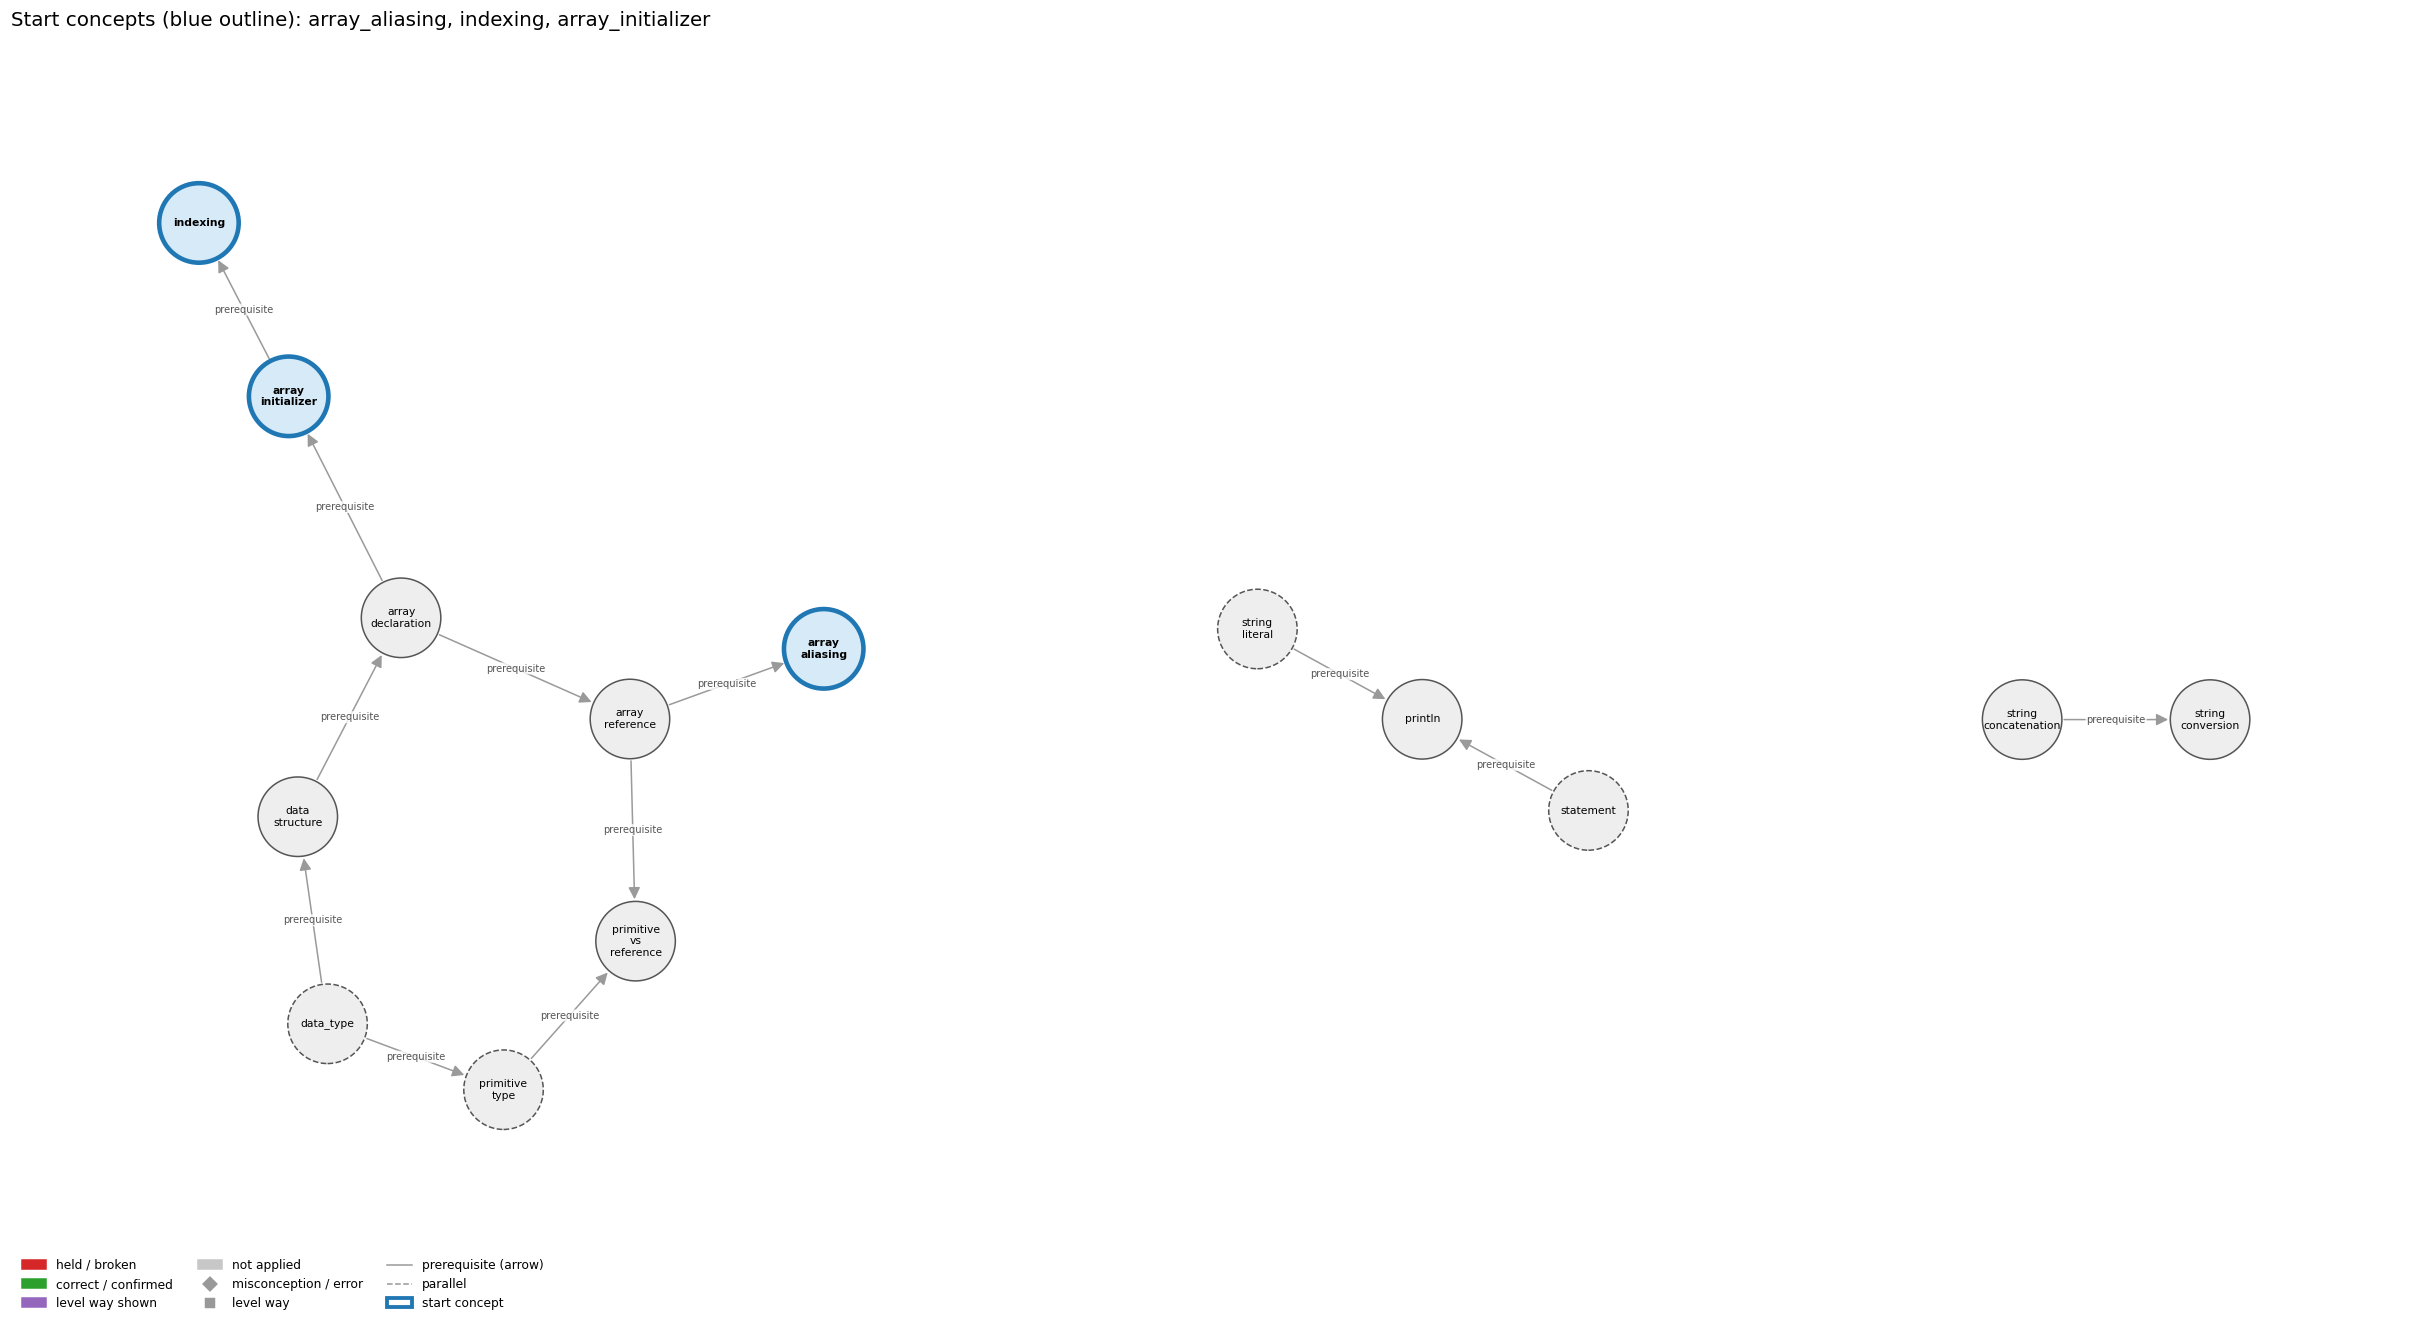 Start concepts (blue outline): array_aliasing, indexing, array_initializer
indexing
prerequisite
array
initializer
prerequisite
array
declaration
prerequisite
array
aliasing
prerequisite
array
reference
prerequisite
data
structure
prerequisite
primitive
vs
reference
prerequisite
data_type
prerequisite
prerequisite
primitive
type
string
literal
prerequisite
println
prerequisite
statement
string
concatenation
prerequisite
string
conversion
held / broken
correct / confirmed
level way shown
not applied
misconception / error
level way
prerequisite (arrow)
parallel
start concept